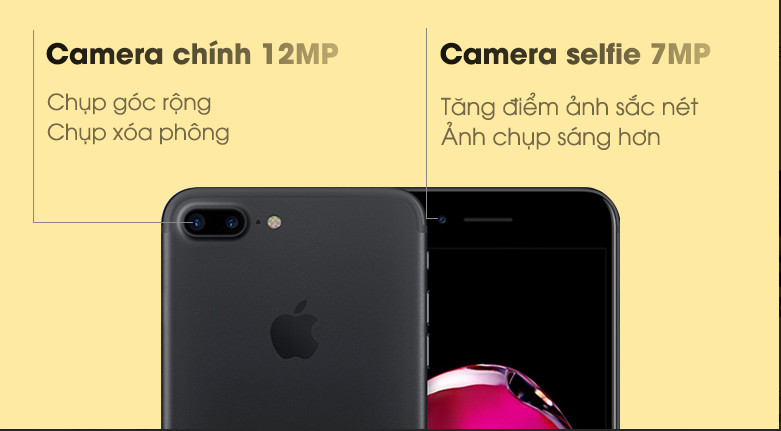 Camera chính 12MP
Chụp góc rộng
Chụp xóa phông
Camera selfie 7MP
Tăng điểm ảnh sắc nét
Ảnh chụp sáng hơn